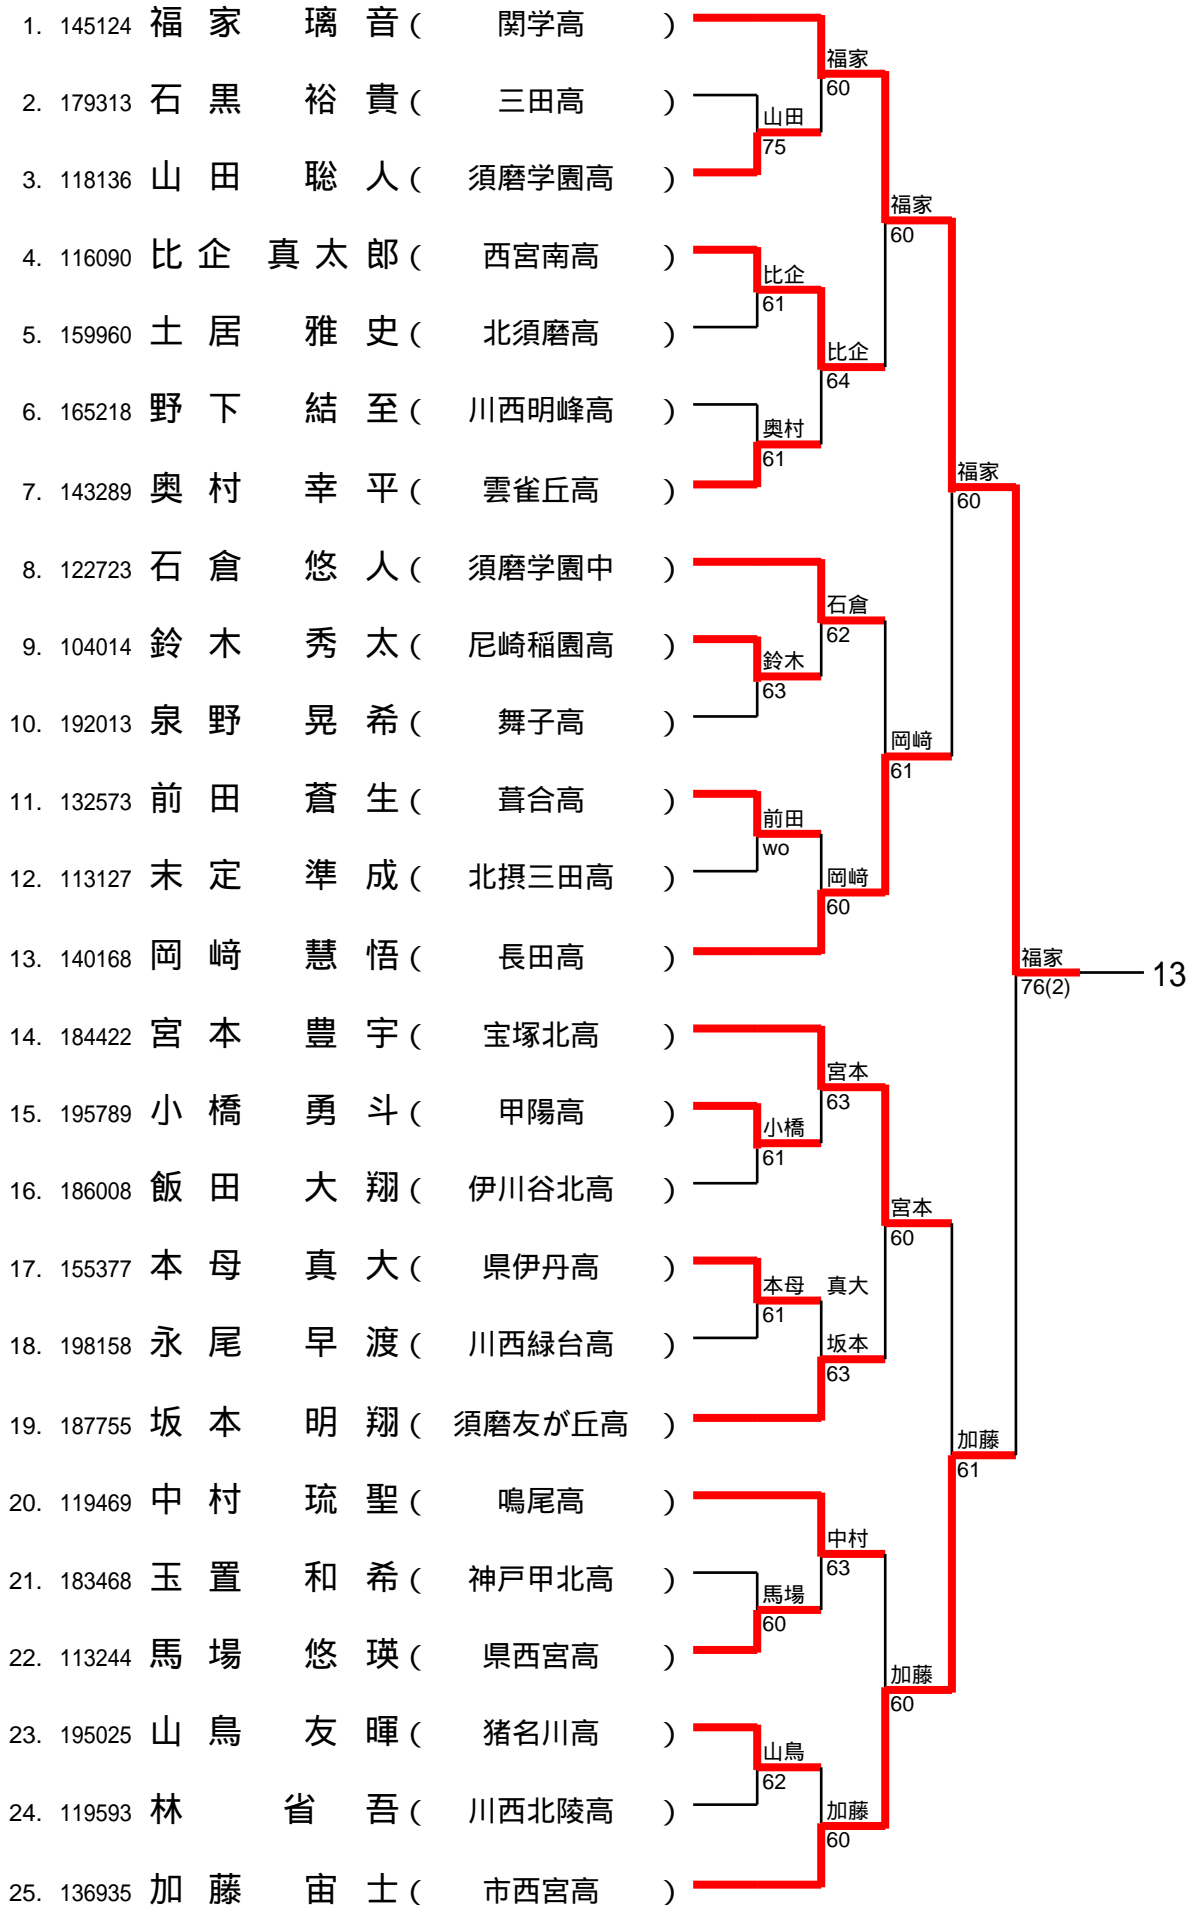 1. 145124 福家 璃音 ( 関学高 )
福家
60
2. 179313 石黒 裕貴 ( 三田高 )
山田
75
3. 118136 山田 聡人 ( 須磨学園高 )
福家
60
4. 116090 比企 真太郎 ( 西宮南高 )
比企
61
5. 159960 土居 雅史 ( 北須磨高 )
比企
64
6. 165218 野下 結至 ( 川西明峰高 )
奥村
61
7. 143289 奥村 幸平 ( 雲雀丘高 )
福家
60
8. 122723 石倉 悠人 ( 須磨学園中 )
石倉
62
9. 104014 鈴木 秀太 ( 尼崎稲園高 )
鈴木
63
10. 192013 泉野 晃希 ( 舞子高 )
岡﨑
61
11. 132573 前田 蒼生 ( 葺合高 )
前田
wo
12. 113127 末定 準成 ( 北摂三田高 )
岡﨑
60
13. 140168 岡﨑 慧悟 ( 長田高 )
福家
76(2)
13
14. 184422 宮本 豊宇 ( 宝塚北高 )
宮本
63
15. 195789 小橋 勇斗 ( 甲陽高 )
小橋
61
16. 186008 飯田 大翔 ( 伊川谷北高 )
宮本
60
17. 155377 本母 真大 ( 県伊丹高 )
本母 真大
61
18. 198158 永尾 早渡 ( 川西緑台高 )
坂本
63
19. 187755 坂本 明翔 ( 須磨友が丘高 )
加藤
61
20. 119469 中村 琉聖 ( 鳴尾高 )
中村
63
21. 183468 玉置 和希 ( 神戸甲北高 )
馬場
60
22. 113244 馬場 悠瑛 ( 県西宮高 )
加藤
60
23. 195025 山鳥 友暉 ( 猪名川高 )
山鳥
62
24. 119593 林 省吾 ( 川西北陵高 )
加藤
60
25. 136935 加藤 宙士 ( 市西宮高 )